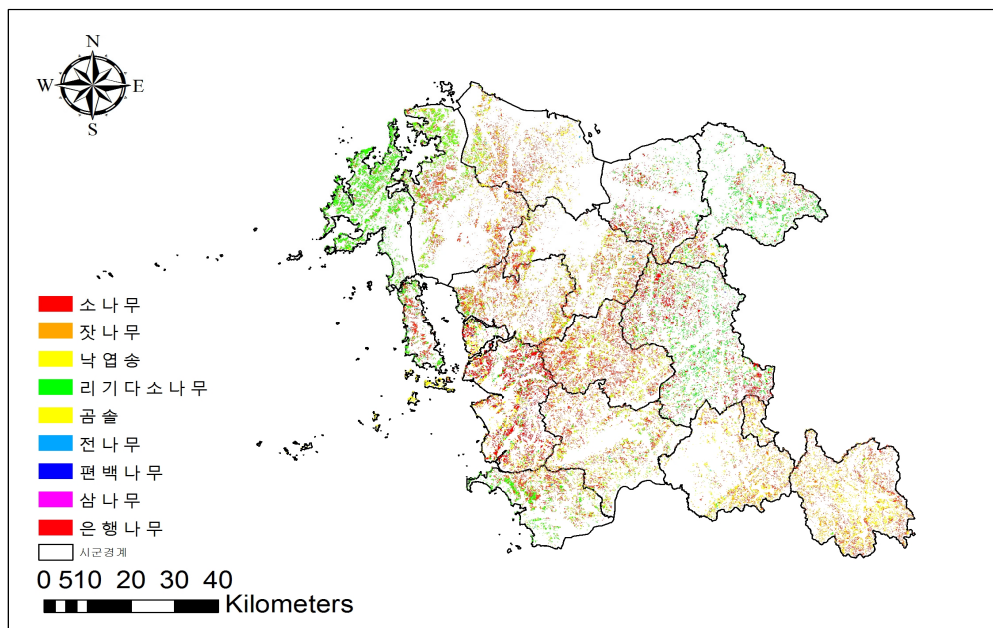 N
W E
S
소나무
잣나무
낙엽송
리기다소나무
곰솔
전나무
편백나무
삼나무
은행나무
시군경계
0 510 20 30 40
Kilometers